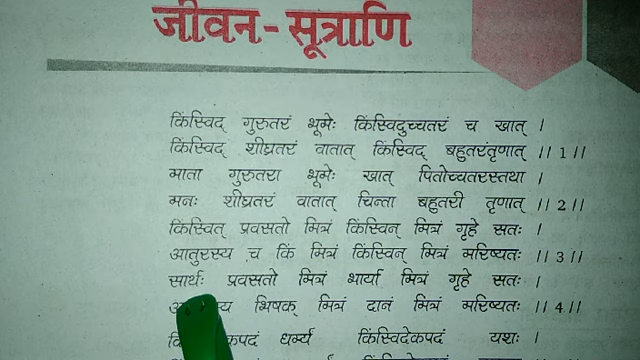 जीवन - सूत्राणि
किंस्विद् गुरुतरं भूमेः किंस्विदुच्चतरं च खात् ।
किंस्विद् शीघ्रतरं वातात् किंस्विद् बहुतरंतृणात् ।। 1 ।।
माता गुरुतरा भूमेः खात् पितोच्चतरस्तथा ।
मनः शीघ्रतरं वातात् चिन्ता बहुतरी तृणात् ।। 2 ।।
किंस्वित् प्रवसतो मित्रं किंस्विन् मित्रं गृहे सतः ।
आतुरस्य च किं मित्रं किंस्विन् मित्रं मरिष्यतः ।। 3 ।।
सार्थः प्रवसतो मित्रं भार्या मित्रं गृहे सतः ।
भिषक् मित्रं दानं मित्रं मरिष्यतः ।। 4 ।।
धर्म्यं किंस्विदेकपदं यशः ।